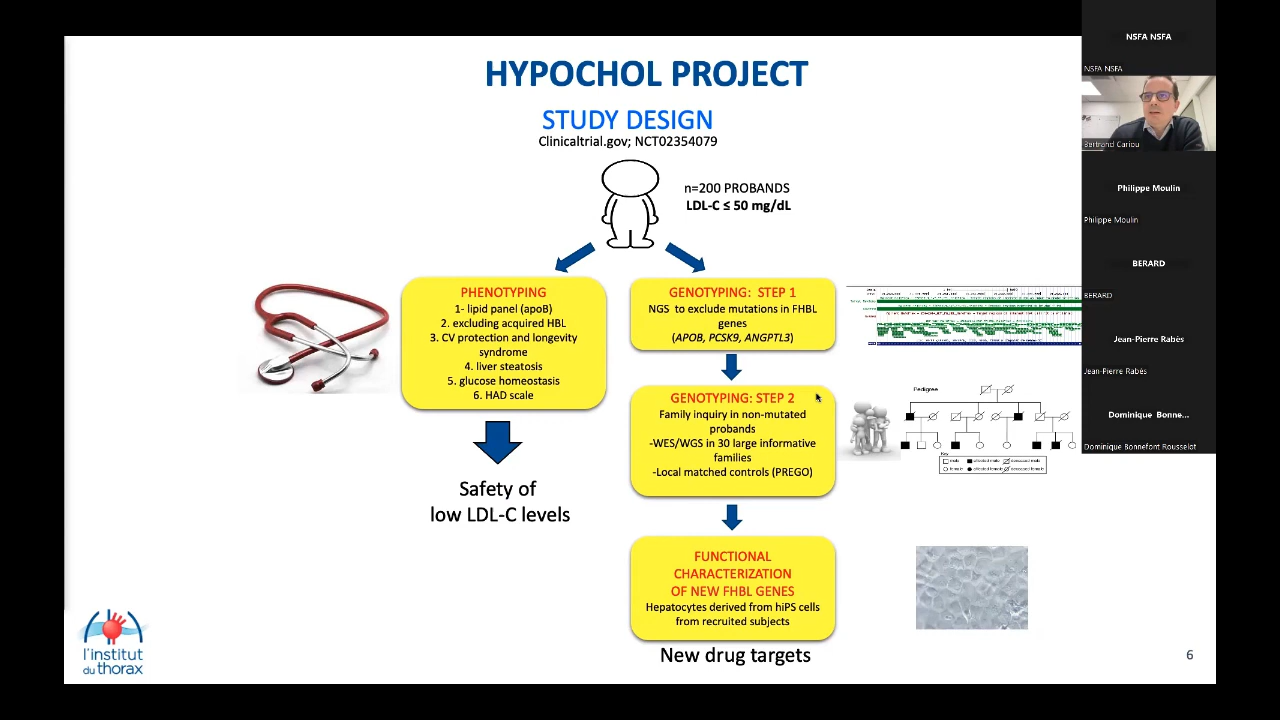 HYPOCHOL PROJECT
STUDY DESIGN
Clinicaltrial.gov; NCT02354079
n=200 PROBANDS
LDL-C ≤ 50 mg/dL
PHENOTYPING
1- lipid panel (apoB)
2. excluding acquired HBL
3. CV protection and longevity
syndrome
4. liver steatosis
5. glucose homeostasis
6. HAD scale
Safety of
low LDL-C levels
GENOTYPING: STEP 1
NGS to exclude mutations in FHBL
genes
(APOB, PCSK9, ANGPTL3)
GENOTYPING: STEP 2
Family inquiry in non-mutated
probands
-WES/WGS in 30 large informative
families
-Local matched controls (PREGO)
Pedigree
Key
FUNCTIONAL
CHARACTERIZATION
OF NEW FHBL GENES
Hepatocytes derived from hiPS cells
from recruited subjects
New drug targets
l'institut
du thorax
6
NSFA NSFA
NSFA NSFA
Bertrand Cariou
Philippe Moulin
Philippe Moulin
BERARD
BERARD
Jean-Pierre Rabès
Jean-Pierre Rabès
Dominique Bonne...
Dominique Bonnefont Rousselot